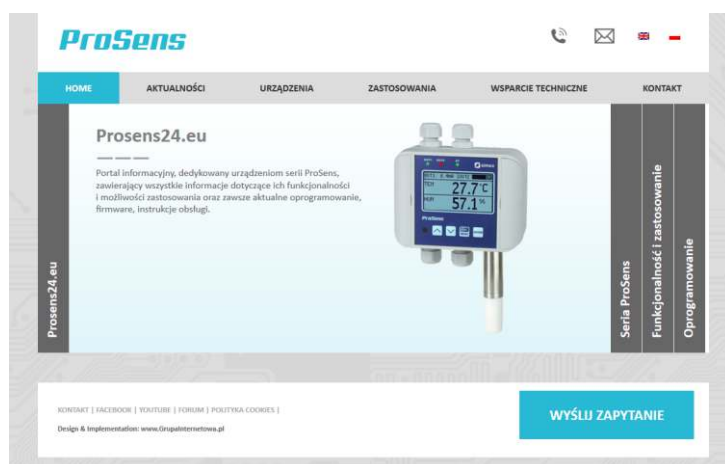 ProSens
HOME AKTUALNOŚCI URZĄDZENIA ZASTOSOWANIA WSPARCIE TECHNICZNE KONTAKT
Prosens24.eu
Prosens24.eu
Portal informacyjny, dedykowany urządzeniom serii ProSens,
zawierający wszystkie informacje dotyczące ich funkcjonalności
i możliwości zastosowania oraz zawsze aktualne oprogramowanie,
firmware, instrukcje obsługi.
27.7°C
57.1%
ProSens
Seria ProSens
Funkcjonalność i zastosowanie
Oprogramowanie
KONTAKT | FACEBOOK | YOUTUBE | FORUM | POLITYKA COOKIES |
WYŚLIJ ZAPYTANIE
Design & Implementation: www.Grupainternetowa.pl